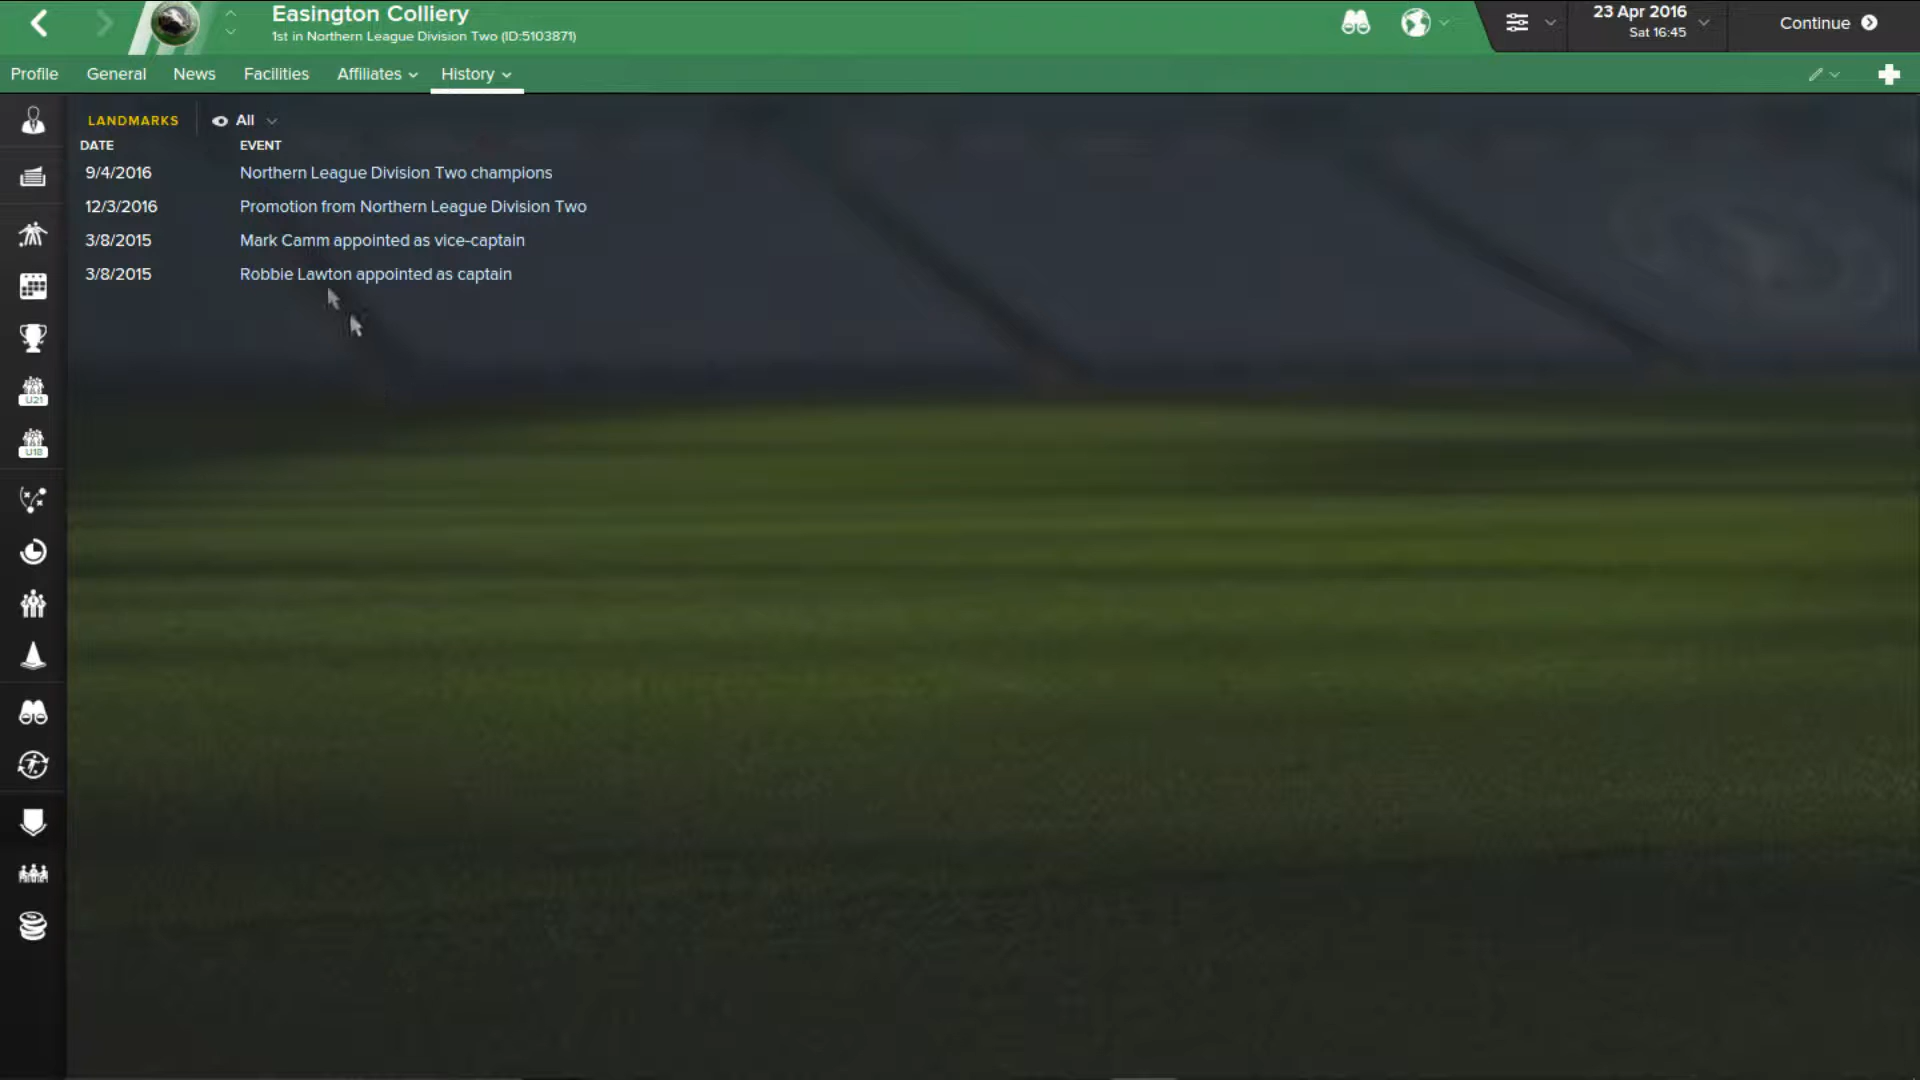 Easington Colliery
1st in Northern League Division Two (ID:5103871)
23 Apr 2016
Sat 16:45
Continue
Profile General News Facilities Affiliates History
LANDMARKS All
DATE EVENT
9/4/2016 Northern League Division Two champions
12/3/2016 Promotion from Northern League Division Two
3/8/2015 Mark Camm appointed as vice-captain
3/8/2015 Robbie Lawton appointed as captain
U21
U18